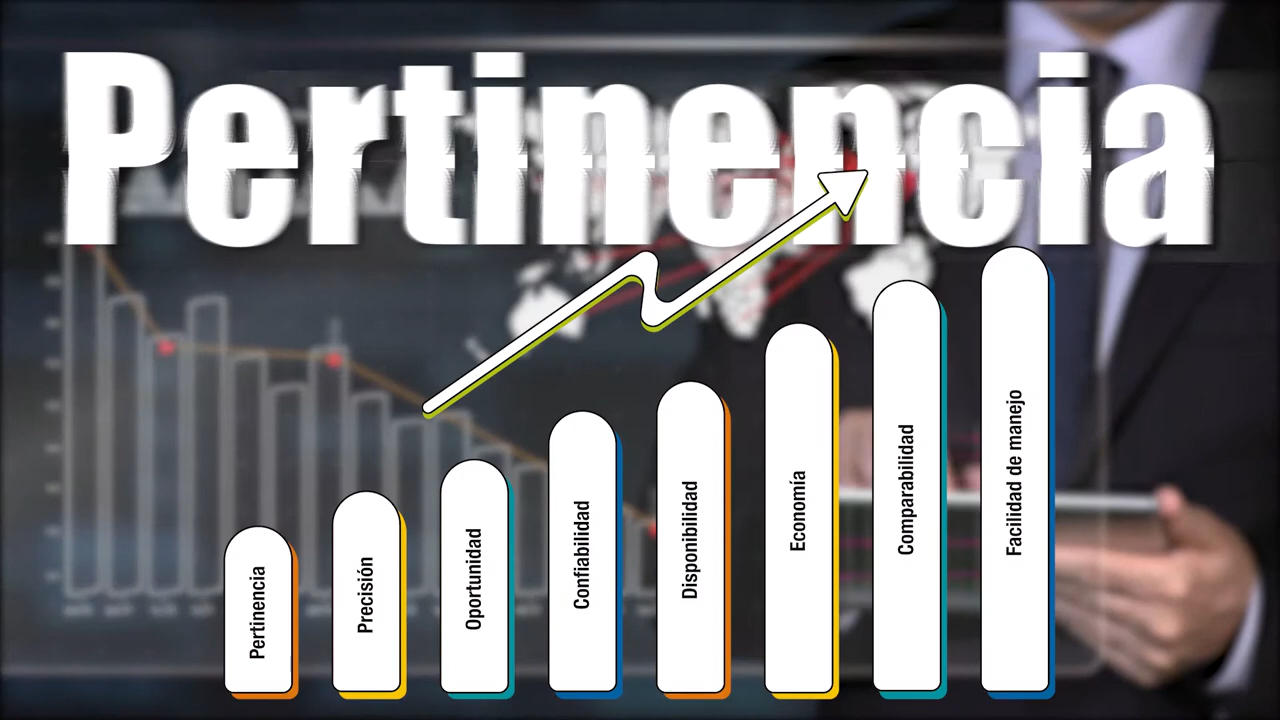 Pertinencia
Pertinencia
Precisión
Oportunidad
Confiabilidad
Disponibilidad
Economía
Comparabilidad
Facilidad de manejo